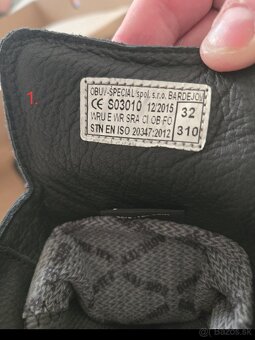 1.
OBUV-SPECIAL spol. s.r.o. BARDEJOV
CE S03010 12/2015 32
WRU E WR SRA CI OB FO 310
STN EN ISO 20347:2012
Bazos.sk